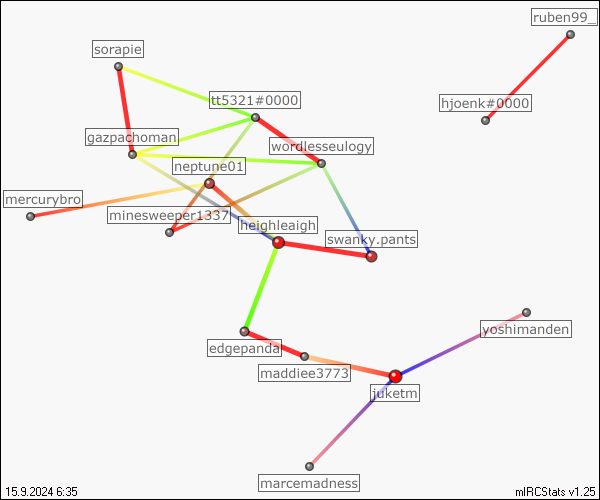 ruben99_
sorapie
tt5321#0000
hjoenk#0000
gazpachoman
wordlesseulogy
neptune01
mercurybro
minesweeper1337
heighleaigh
swanky.pants
yoshimanden
edgepanda
maddiee3773
juketm
marcemadness
15.9.2024 6:35
mIRCStats v1.25